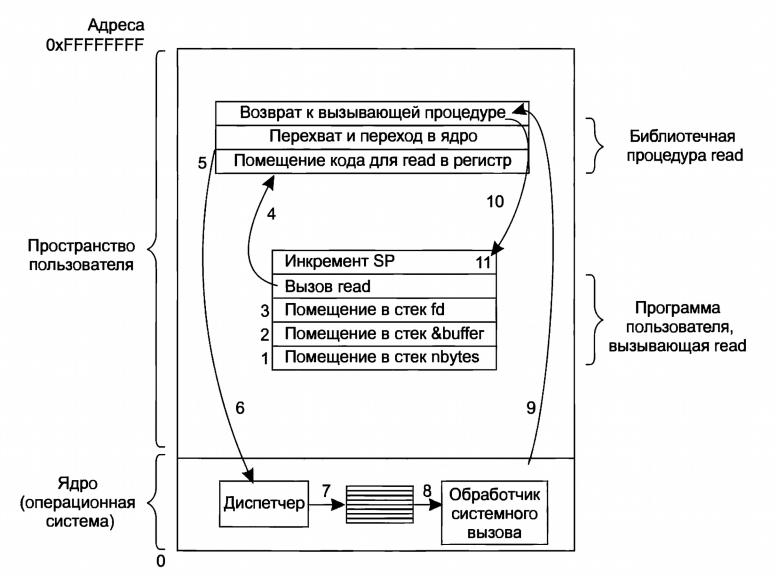 Адреса
0xFFFFFFFF
Возврат к вызывающей процедуре
Перехват и переход в ядро
5 Помещение кода для read в регистр
Библиотечная
процедура read
4
10
Пространство
пользователя
Инкремент SP 11
Вызов read
3 Помещение в стек fd
2 Помещение в стек &buffer
1 Помещение в стек nbytes
Программа
пользователя,
вызывающая read
6
9
Ядро
(операционная
система)
Диспетчер
7
8
Обработчик
системного
вызова
0